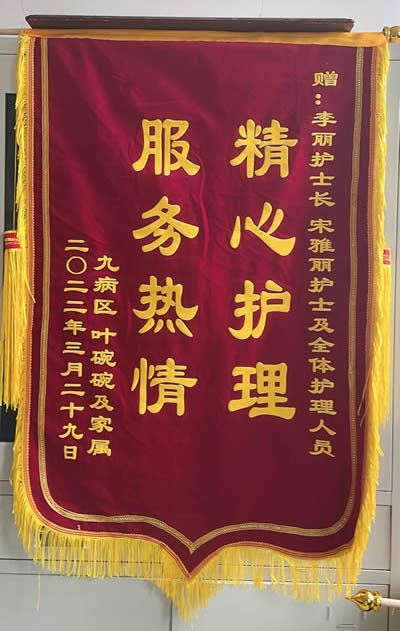 赠：李丽护士长 宋雅丽护士及全体护理人员
精心护理
服务热情
九病区 叶碗碗及家属
二〇二二年三月二十九日